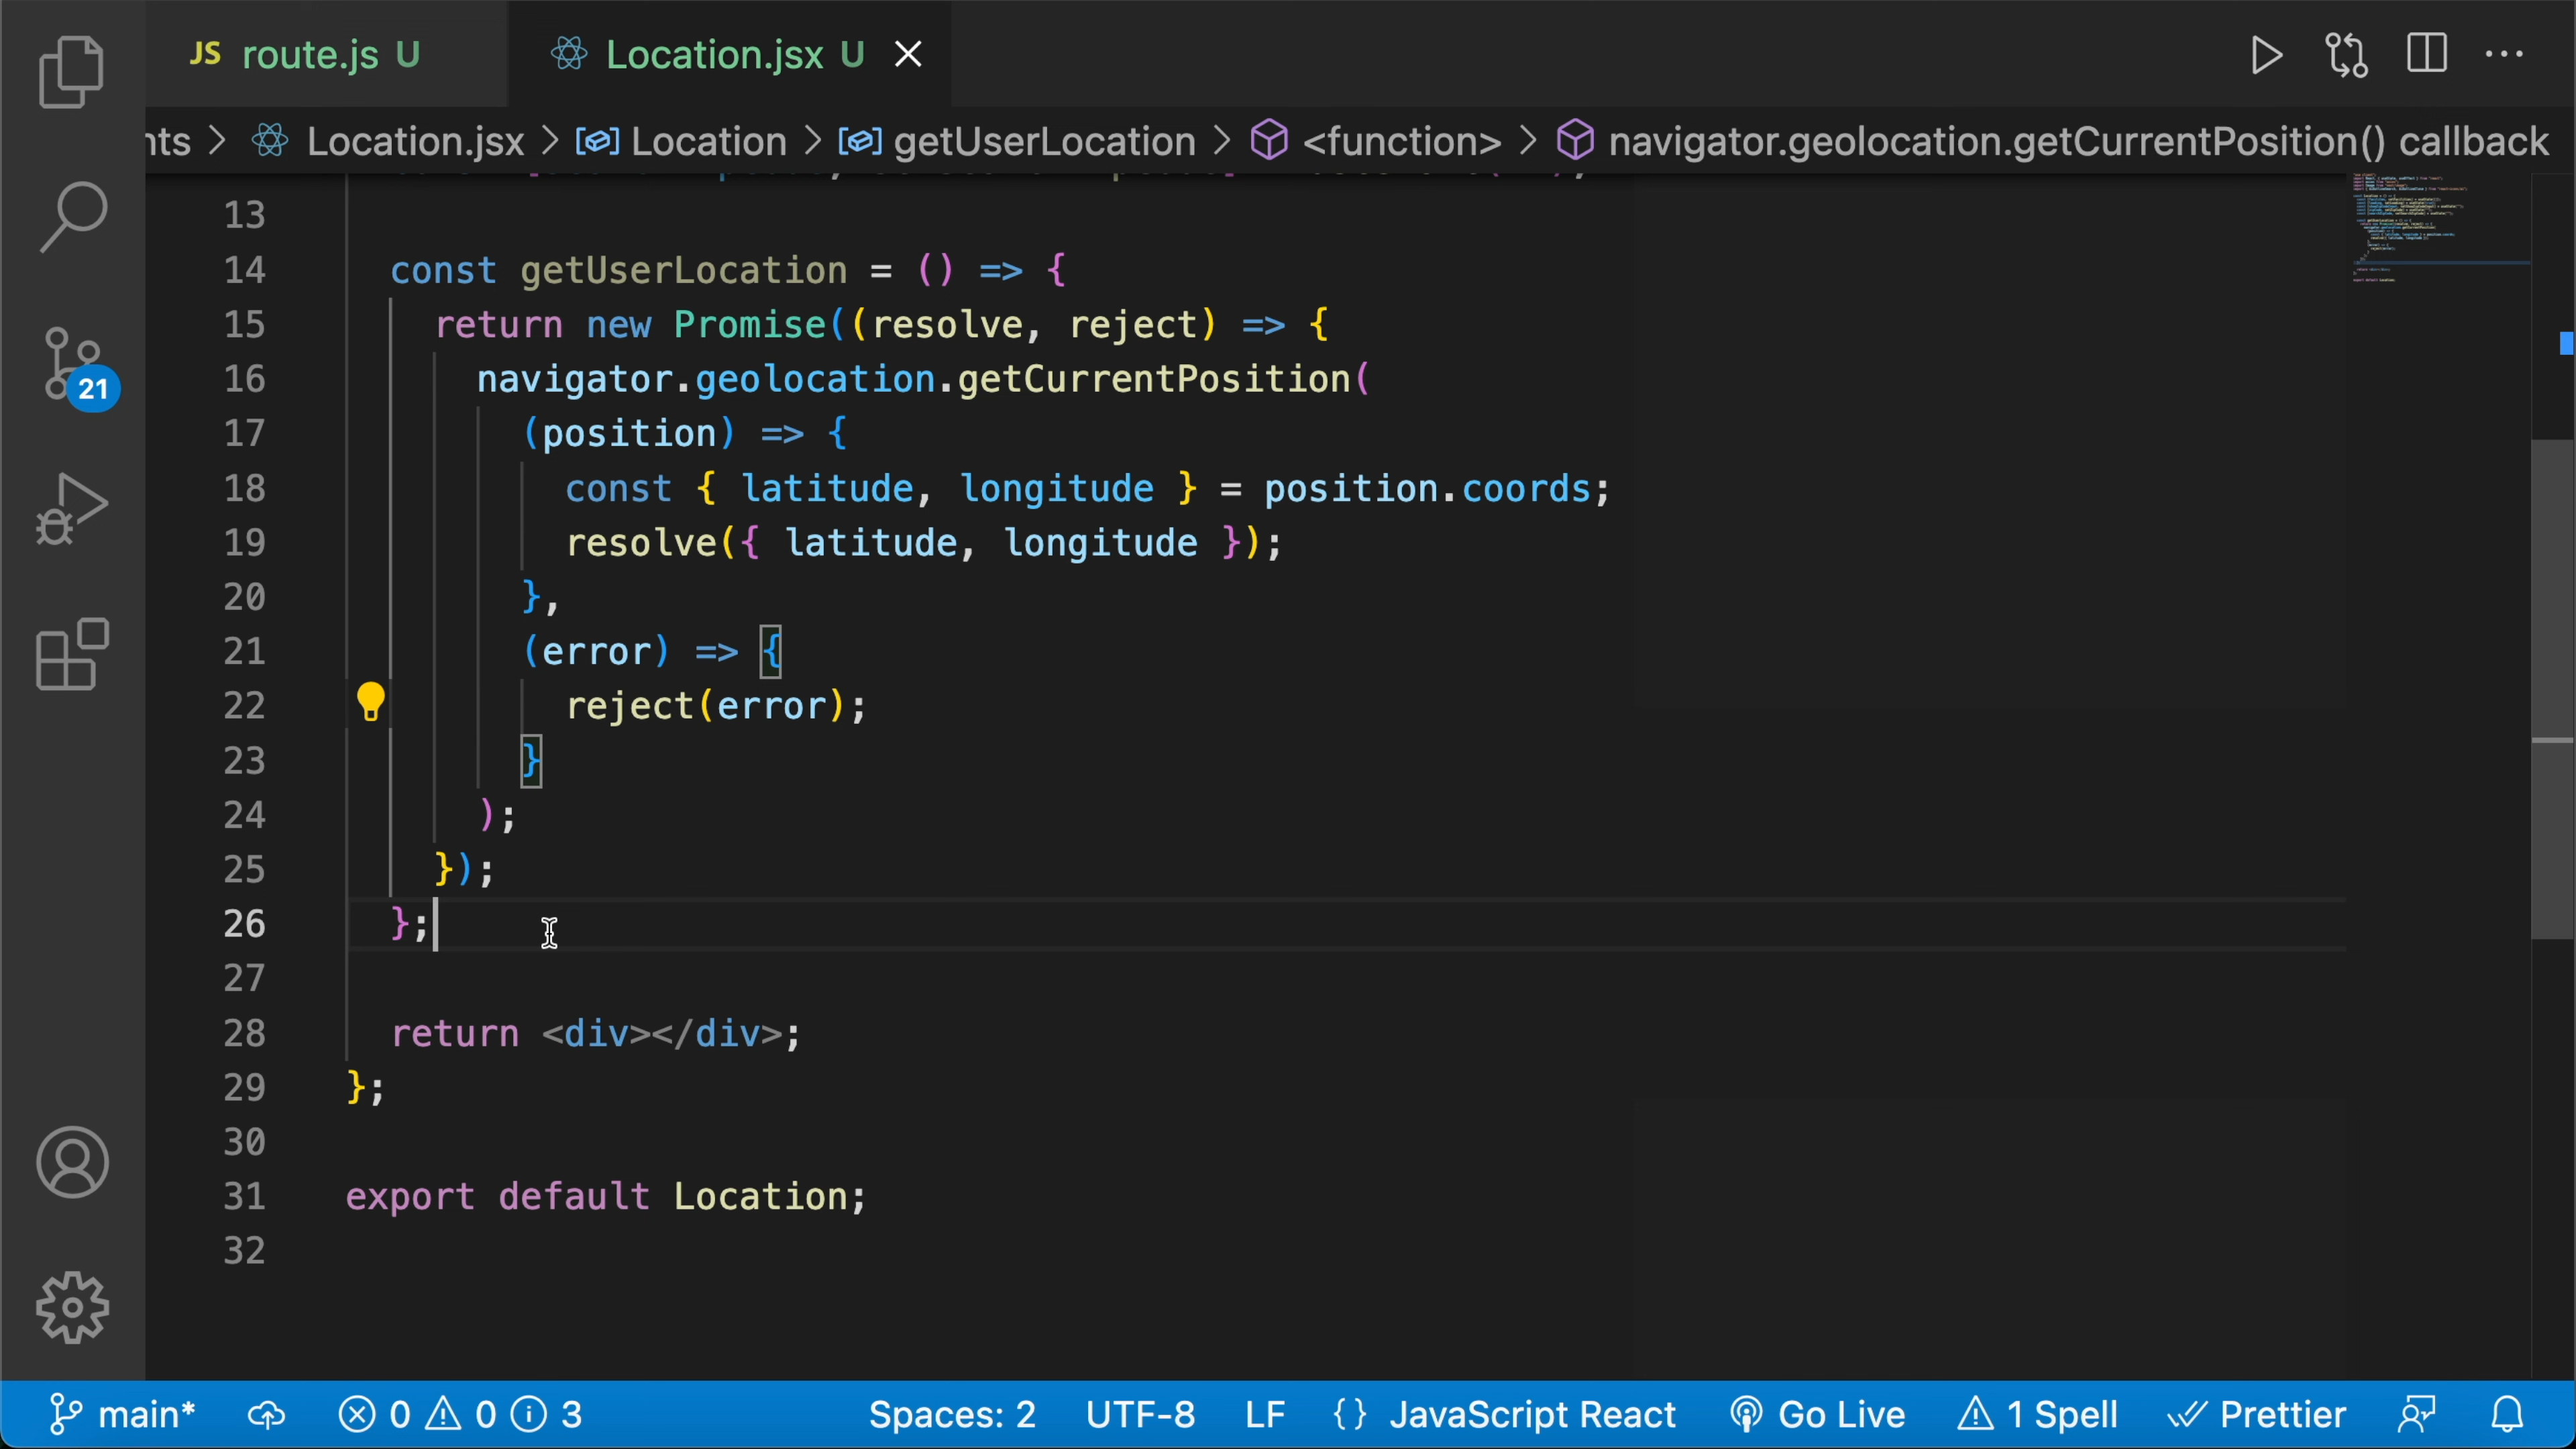 JS route.js U Location.jsx U
nts > Location.jsx > Location > getUserLocation > <function> > navigator.geolocation.getCurrentPosition() callback
13
14 const getUserLocation = () => {
15 return new Promise((resolve, reject) => {
16 navigator.geolocation.getCurrentPosition(
17 (position) => {
18 const { latitude, longitude } = position.coords;
19 resolve({ latitude, longitude });
20 },
21 (error) => {
22 reject(error);
23 }
24 );
25 });
26 };
27
28 return <div></div>;
29 };
30
31 export default Location;
32
21
main* 0 0 3 Spaces: 2 UTF-8 LF {} JavaScript React Go Live 1 Spell Prettier